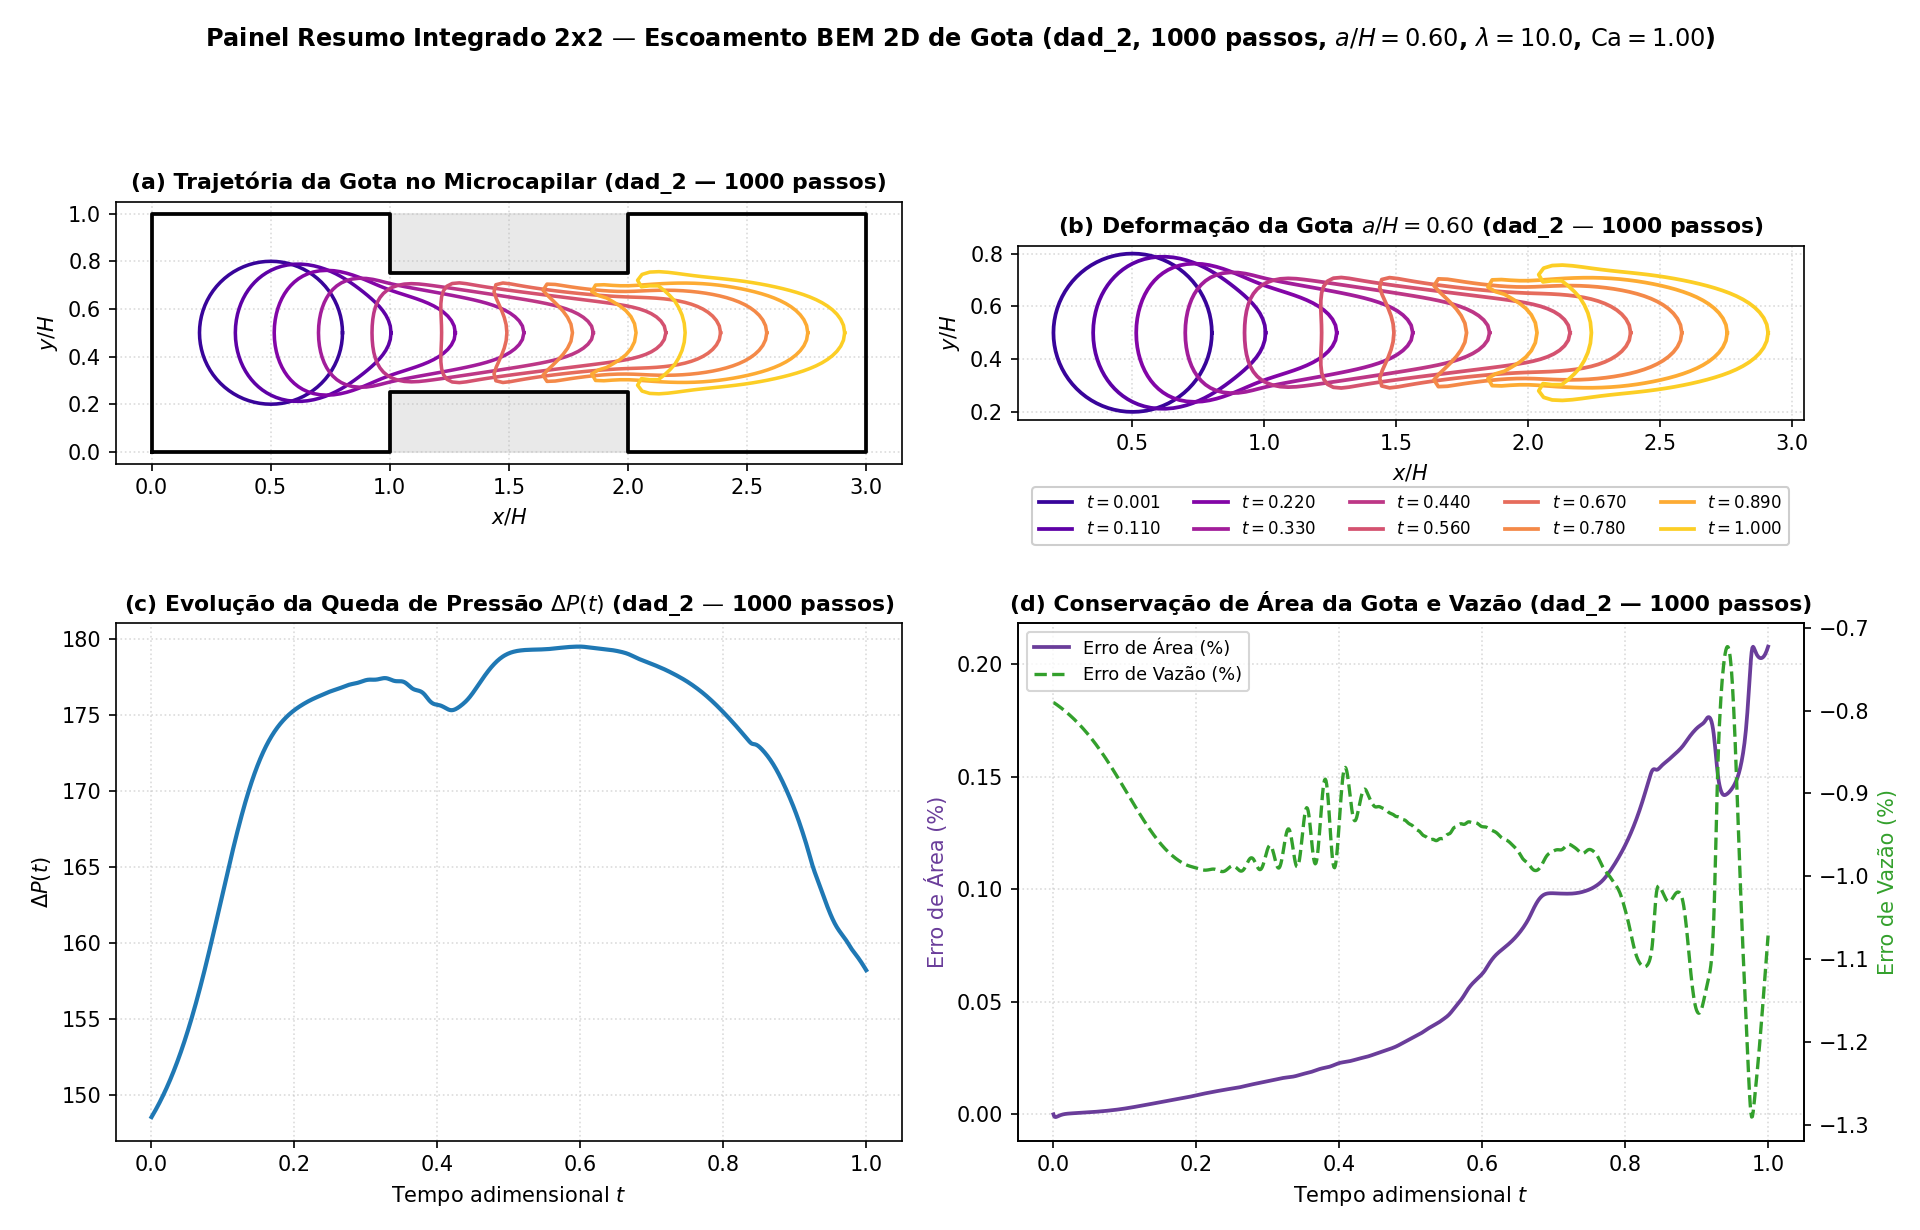 Painel Resumo Integrado 2x2 — Escoamento BEM 2D de Gota (dad_2, 1000 passos, a/H = 0.60, λ = 10.0, Ca = 1.00)
(a) Trajetória da Gota no Microcapilar (dad_2 — 1000 passos)
y/H
1.0
0.8
0.6
0.4
0.2
0.0
0.0 0.5 1.0 1.5 2.0 2.5 3.0
x/H
(b) Deformação da Gota a/H = 0.60 (dad_2 — 1000 passos)
y/H
0.8
0.6
0.4
0.2
0.5 1.0 1.5 2.0 2.5 3.0
x/H
t = 0.001 t = 0.220 t = 0.440 t = 0.670 t = 0.890
t = 0.110 t = 0.330 t = 0.560 t = 0.780 t = 1.000
(c) Evolução da Queda de Pressão ΔP(t) (dad_2 — 1000 passos)
ΔP(t)
180
175
170
165
160
155
150
0.0 0.2 0.4 0.6 0.8 1.0
Tempo adimensional t
(d) Conservação de Área da Gota e Vazão (dad_2 — 1000 passos)
Erro de Área (%)
Erro de Vazão (%)
Erro de Área (%)
0.20
0.15
0.10
0.05
0.00
0.0 0.2 0.4 0.6 0.8 1.0
Tempo adimensional t
−0.7
−0.8
−0.9
−1.0
−1.1
−1.2
−1.3
Erro de Vazão (%)